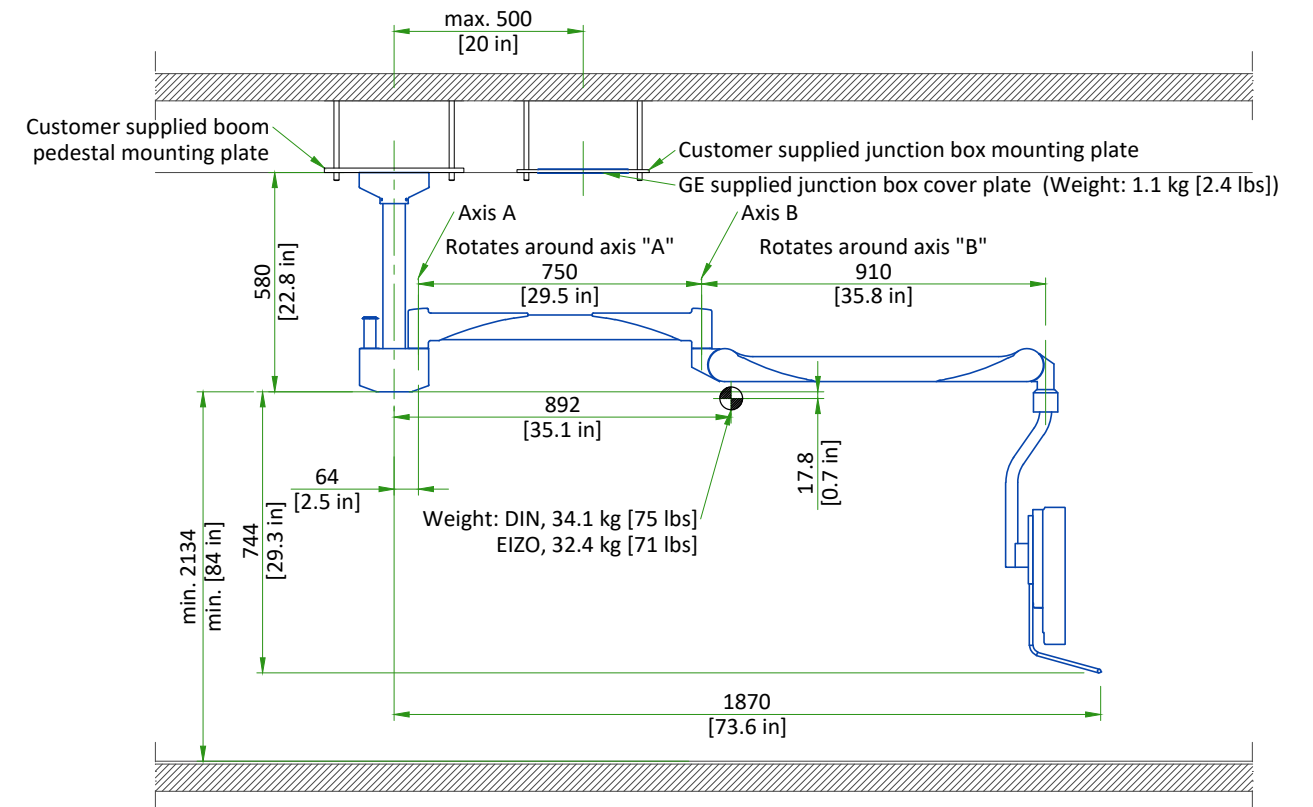 max. 500
[20 in]
Customer supplied boom
pedestal mounting plate
Customer supplied junction box mounting plate
GE supplied junction box cover plate  (Weight: 1.1 kg [2.4 lbs])
Axis A
Axis B
Rotates around axis "A"
Rotates around axis "B"
750
[29.5 in]
910
[35.8 in]
580
[22.8 in]
892
[35.1 in]
17.8
[0.7 in]
64
[2.5 in]
Weight: DIN, 34.1 kg [75 lbs]
EIZO, 32.4 kg [71 lbs]
744
[29.3 in]
min. 2134
min. [84 in]
1870
[73.6 in]